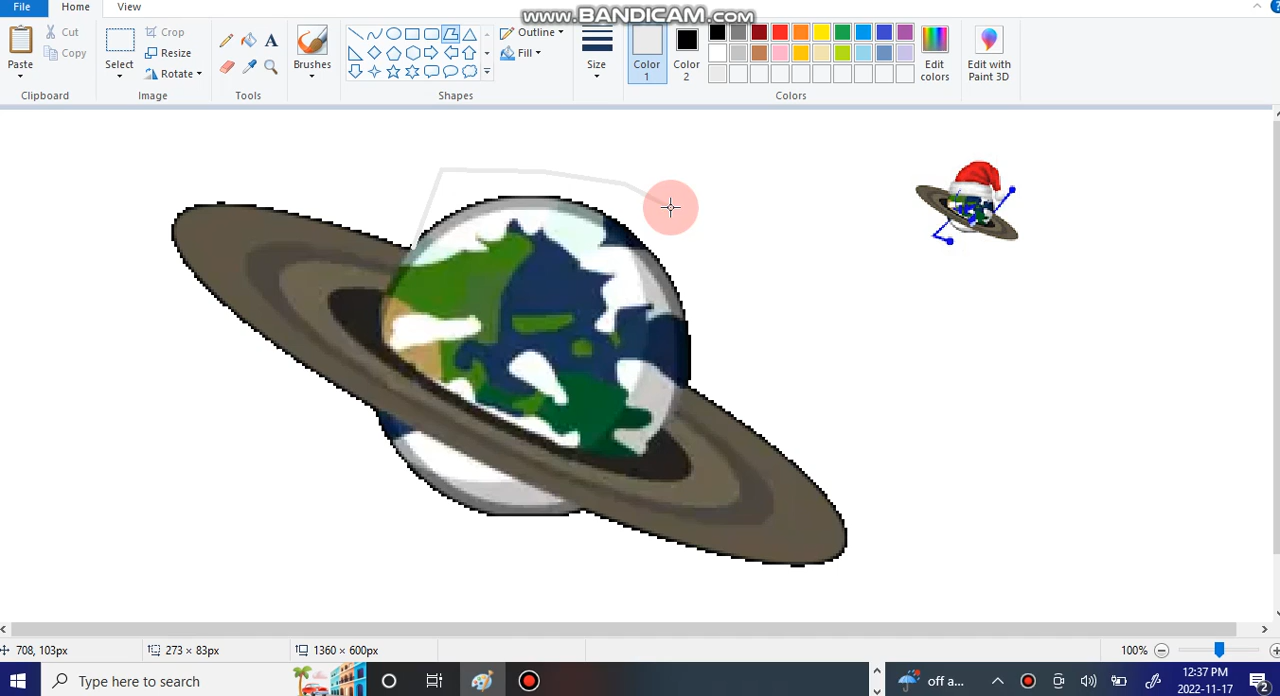 www.BANDICAM.com
File
Home
View
Paste
Cut
Copy
Clipboard
Select
Crop
Resize
Rotate
Image
A
Tools
Brushes
Shapes
Outline
Fill
Size
Color
1
Color
2
Edit
colors
Colors
Edit with
Paint 3D
708, 103px
273 × 83px
1360 × 600px
100%
Type here to search
off a...
12:37 PM
2022-11-17
2